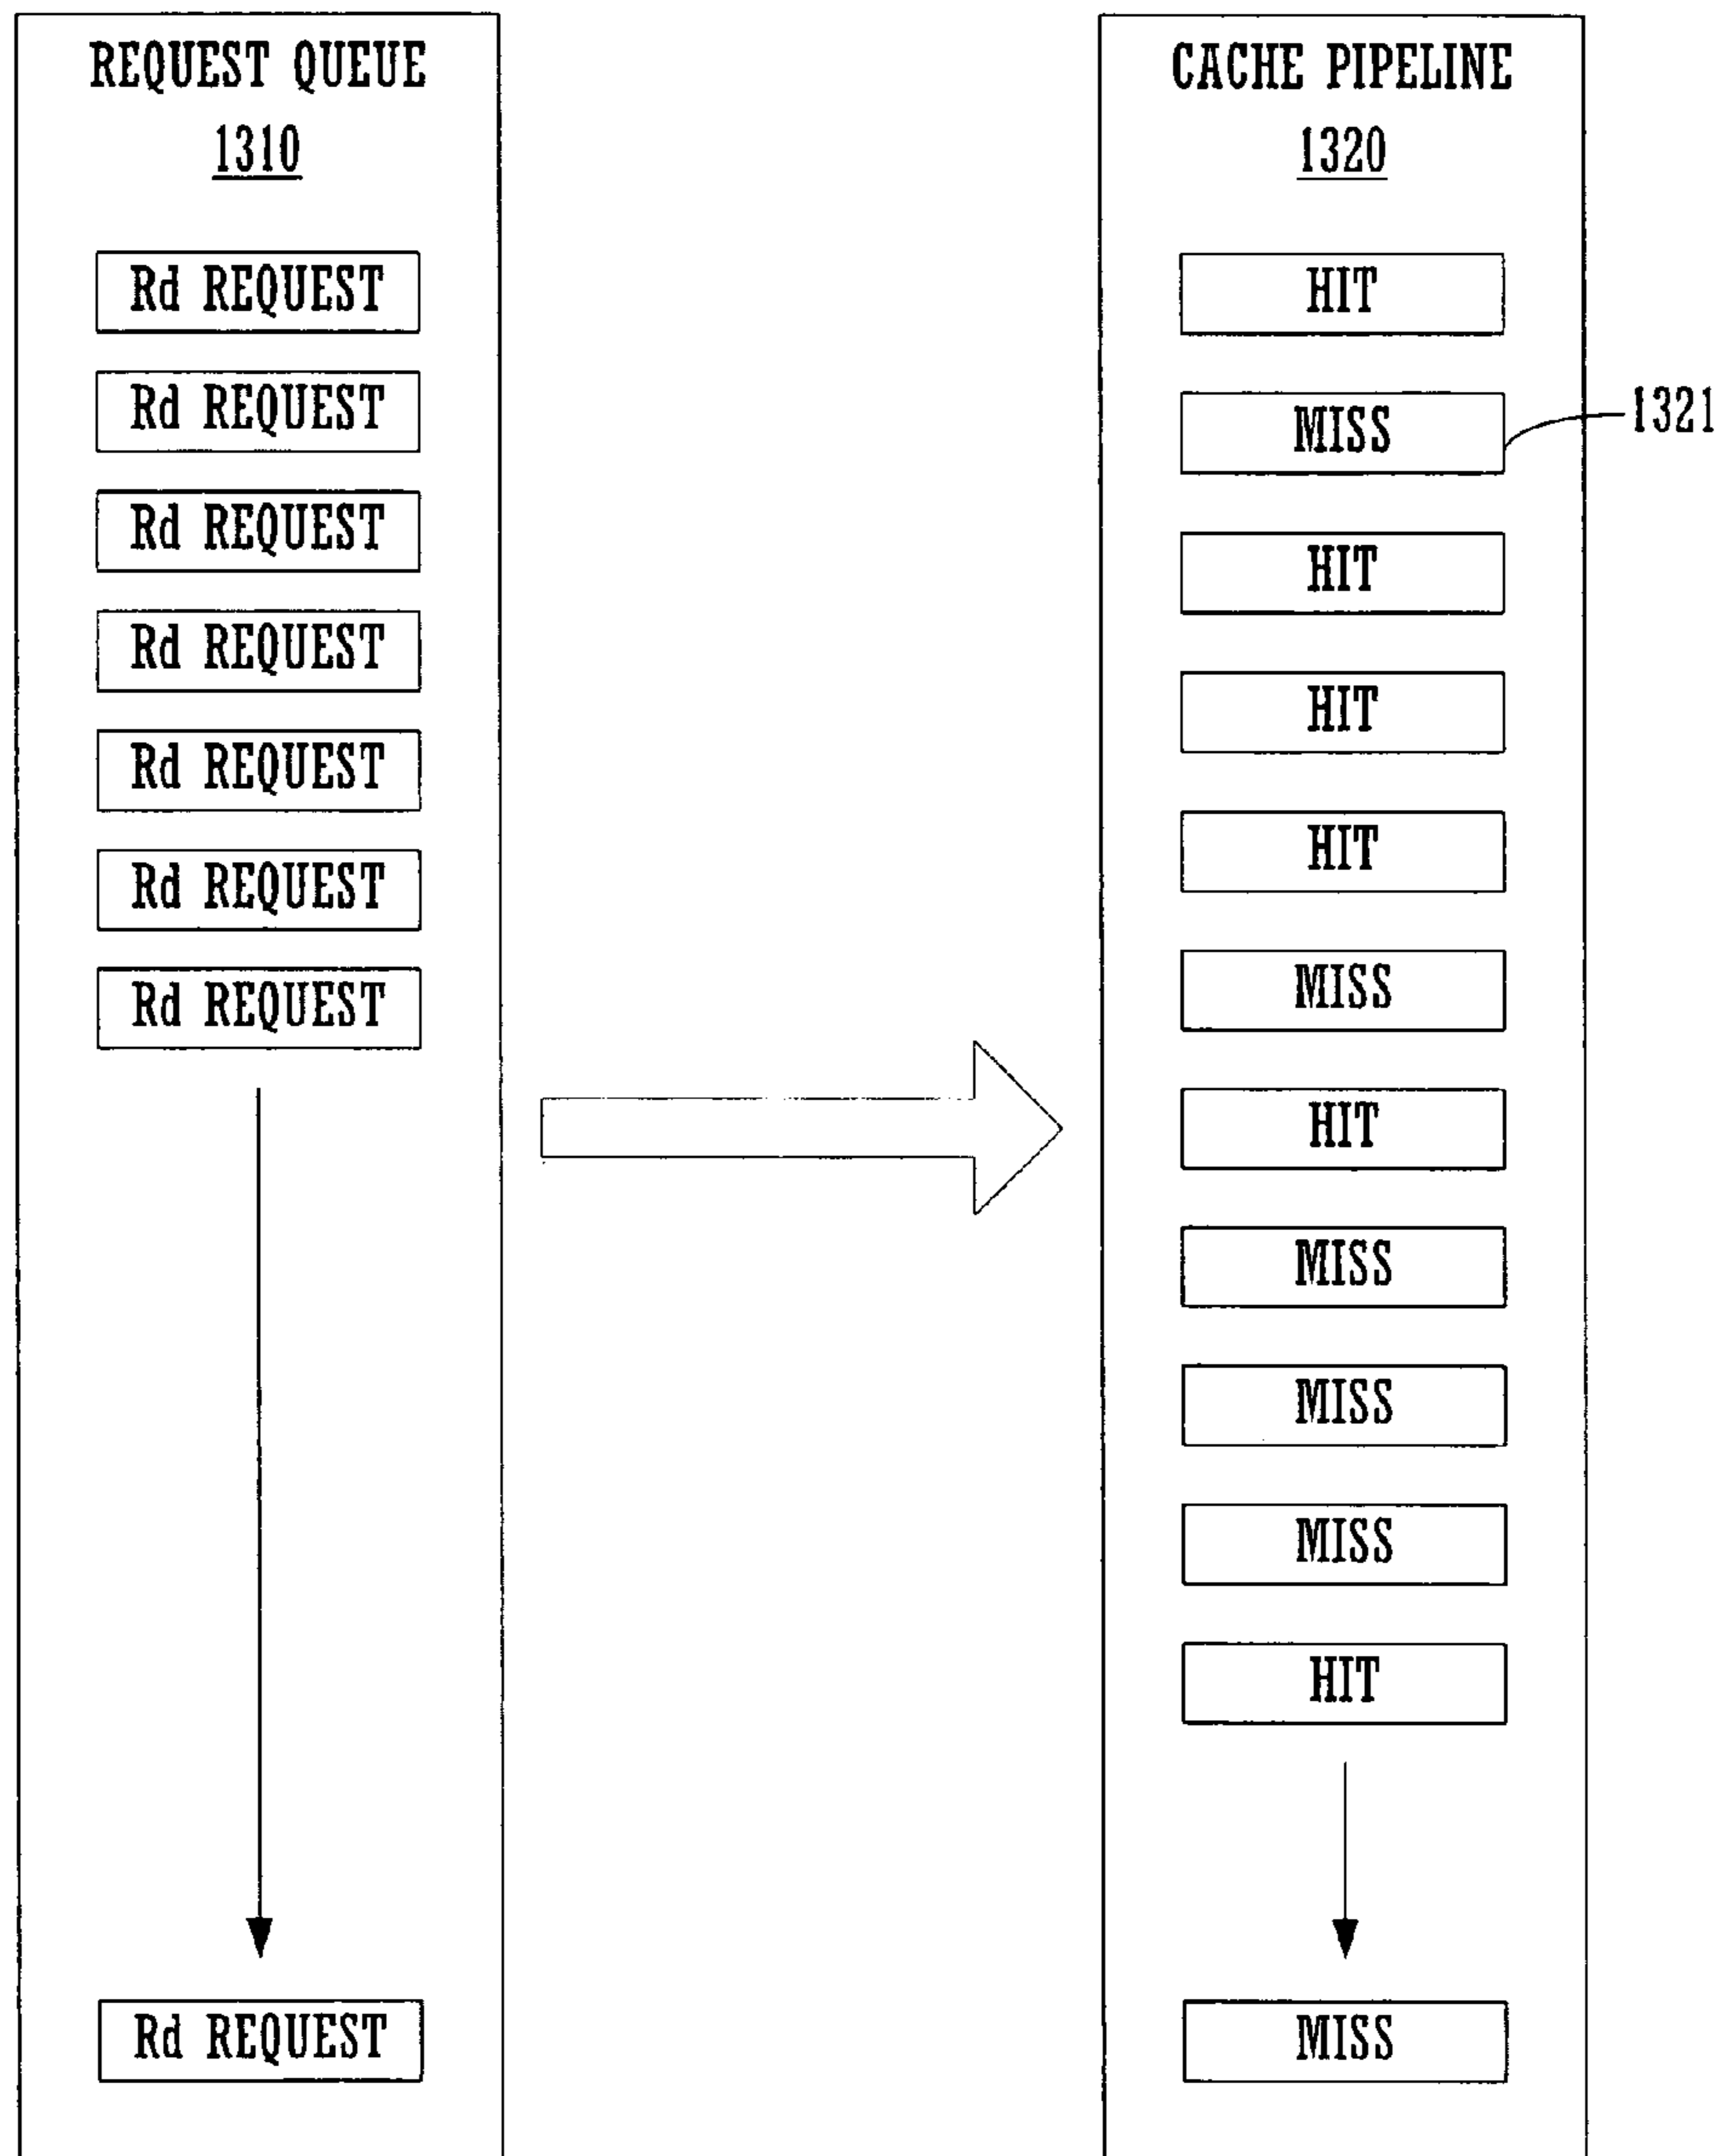 REQUEST QUEUE
1310
Rd REQUEST
Rd REQUEST
Rd REQUEST
Rd REQUEST
Rd REQUEST
Rd REQUEST
Rd REQUEST
Rd REQUEST
CACHE PIPELINE
1320
HIT
MISS
1321
HIT
HIT
HIT
MISS
HIT
MISS
MISS
MISS
HIT
MISS